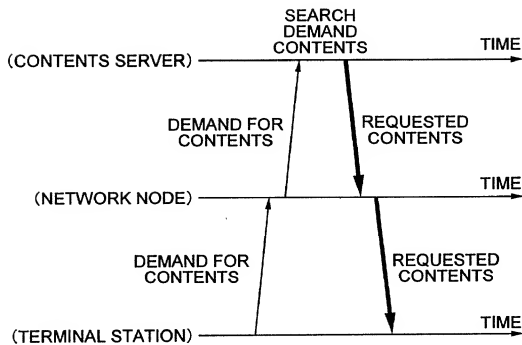 SEARCH
DEMAND
CONTENTS
TIME
(CONTENTS SERVER)
DEMAND FOR
CONTENTS
REQUESTED
CONTENTS
TIME
(NETWORK NODE)
DEMAND FOR
CONTENTS
REQUESTED
CONTENTS
TIME
(TERMINAL STATION)